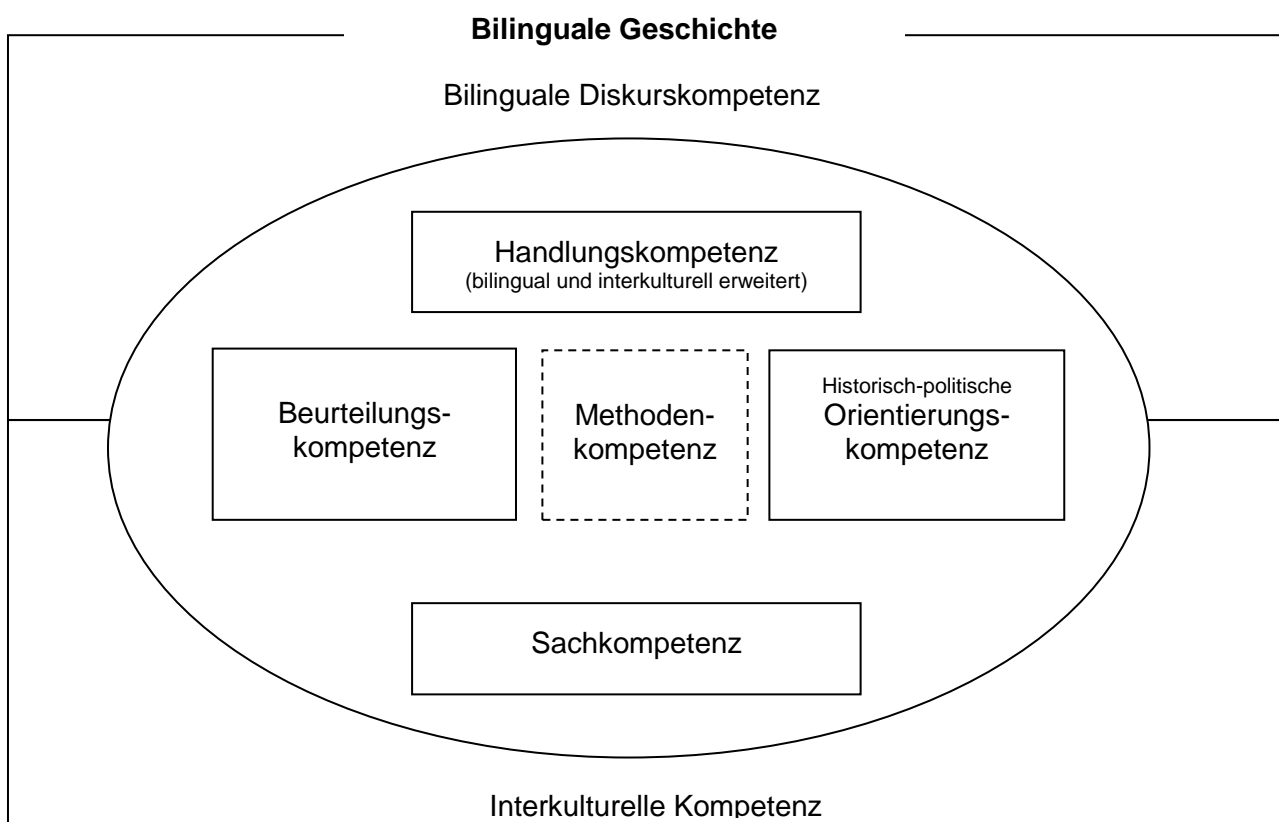 Bilinguale Geschichte
Bilinguale Diskurskompetenz
Handlungskompetenz
(bilingual und interkulturell erweitert)
Beurteilungs-
kompetenz
Methoden-
kompetenz
Historisch-politische
Orientierungs-
kompetenz
Sachkompetenz
Interkulturelle Kompetenz